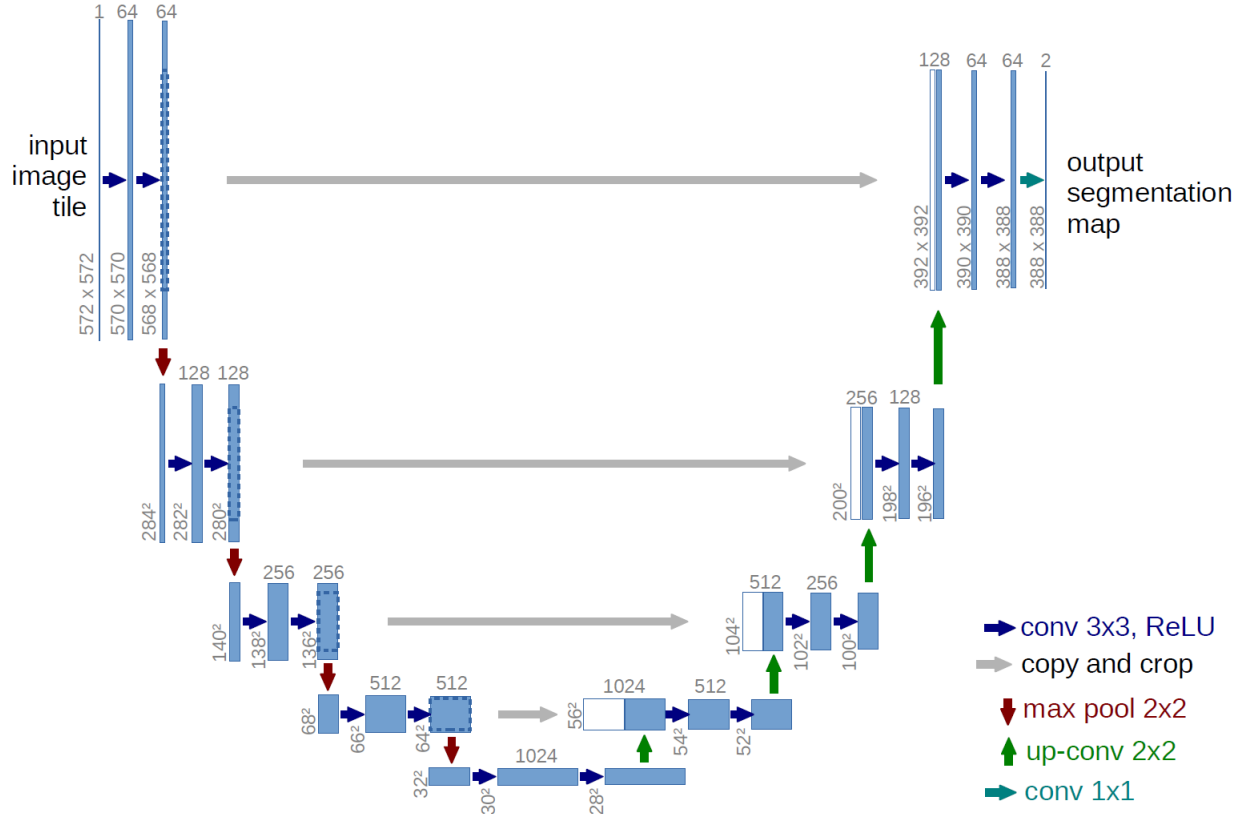 1 64 64
128 64 64 2
input
image
tile
output
segmentation
map
572 x 572
570 x 570
568 x 568
392 x 392
390 x 390
388 x 388
388 x 388
128 128
256 128
284²
282²
280²
200²
198²
196²
256 256
512 256
140²
138²
136²
104²
102²
100²
512 512
1024 512
68²
66²
64²
56²
54²
52²
1024
32²
30²
28²
conv 3x3, ReLU
copy and crop
max pool 2x2
up-conv 2x2
conv 1x1